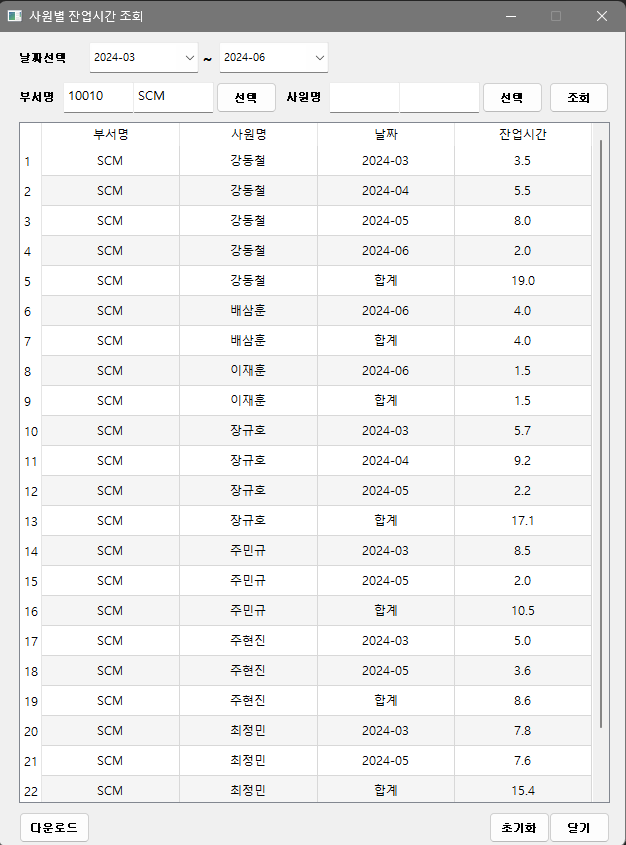 사원별 잔업시간 조회
날짜선택 2024-03 ~ 2024-06
부서명 10010 SCM 선택 사원명 선택 조회
부서명 사원명 날짜 잔업시간
1 SCM 강동철 2024-03 3.5
2 SCM 강동철 2024-04 5.5
3 SCM 강동철 2024-05 8.0
4 SCM 강동철 2024-06 2.0
5 SCM 강동철 합계 19.0
6 SCM 배삼훈 2024-06 4.0
7 SCM 배삼훈 합계 4.0
8 SCM 이재훈 2024-06 1.5
9 SCM 이재훈 합계 1.5
10 SCM 장규호 2024-03 5.7
11 SCM 장규호 2024-04 9.2
12 SCM 장규호 2024-05 2.2
13 SCM 장규호 합계 17.1
14 SCM 주민규 2024-03 8.5
15 SCM 주민규 2024-05 2.0
16 SCM 주민규 합계 10.5
17 SCM 주현진 2024-03 5.0
18 SCM 주현진 2024-05 3.6
19 SCM 주현진 합계 8.6
20 SCM 최정민 2024-03 7.8
21 SCM 최정민 2024-05 7.6
22 SCM 최정민 합계 15.4
다운로드 초기화 닫기